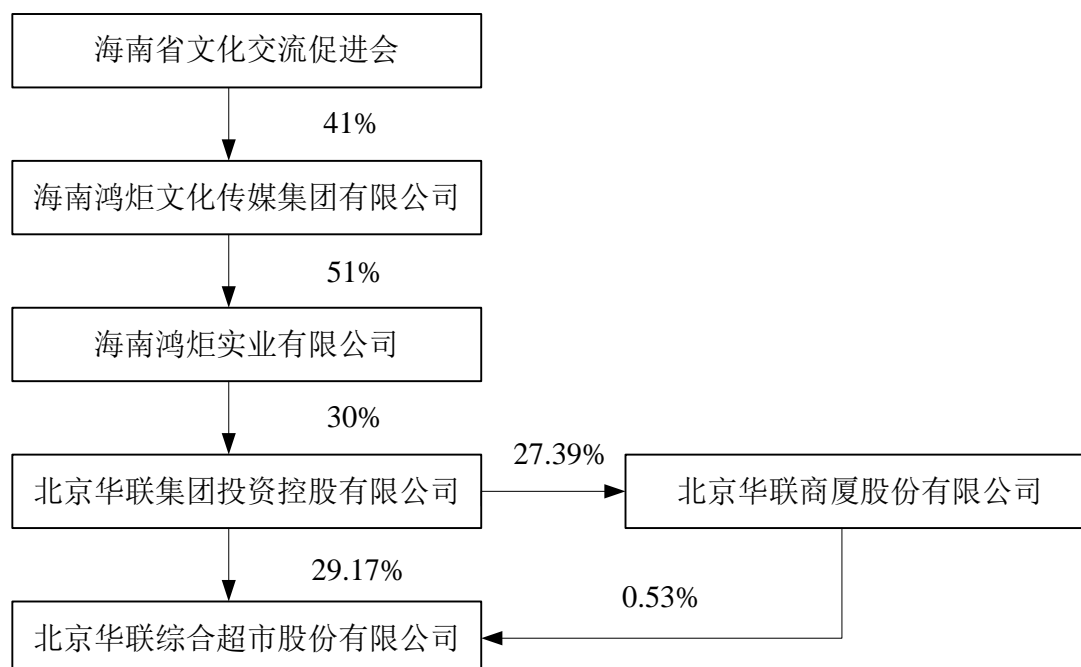 海南省文化交流促进会
41%
海南鸿炬文化传媒集团有限公司
51%
海南鸿炬实业有限公司
30%
27.39%
北京华联集团投资控股有限公司
北京华联商厦股份有限公司
29.17%
0.53%
北京华联综合超市股份有限公司